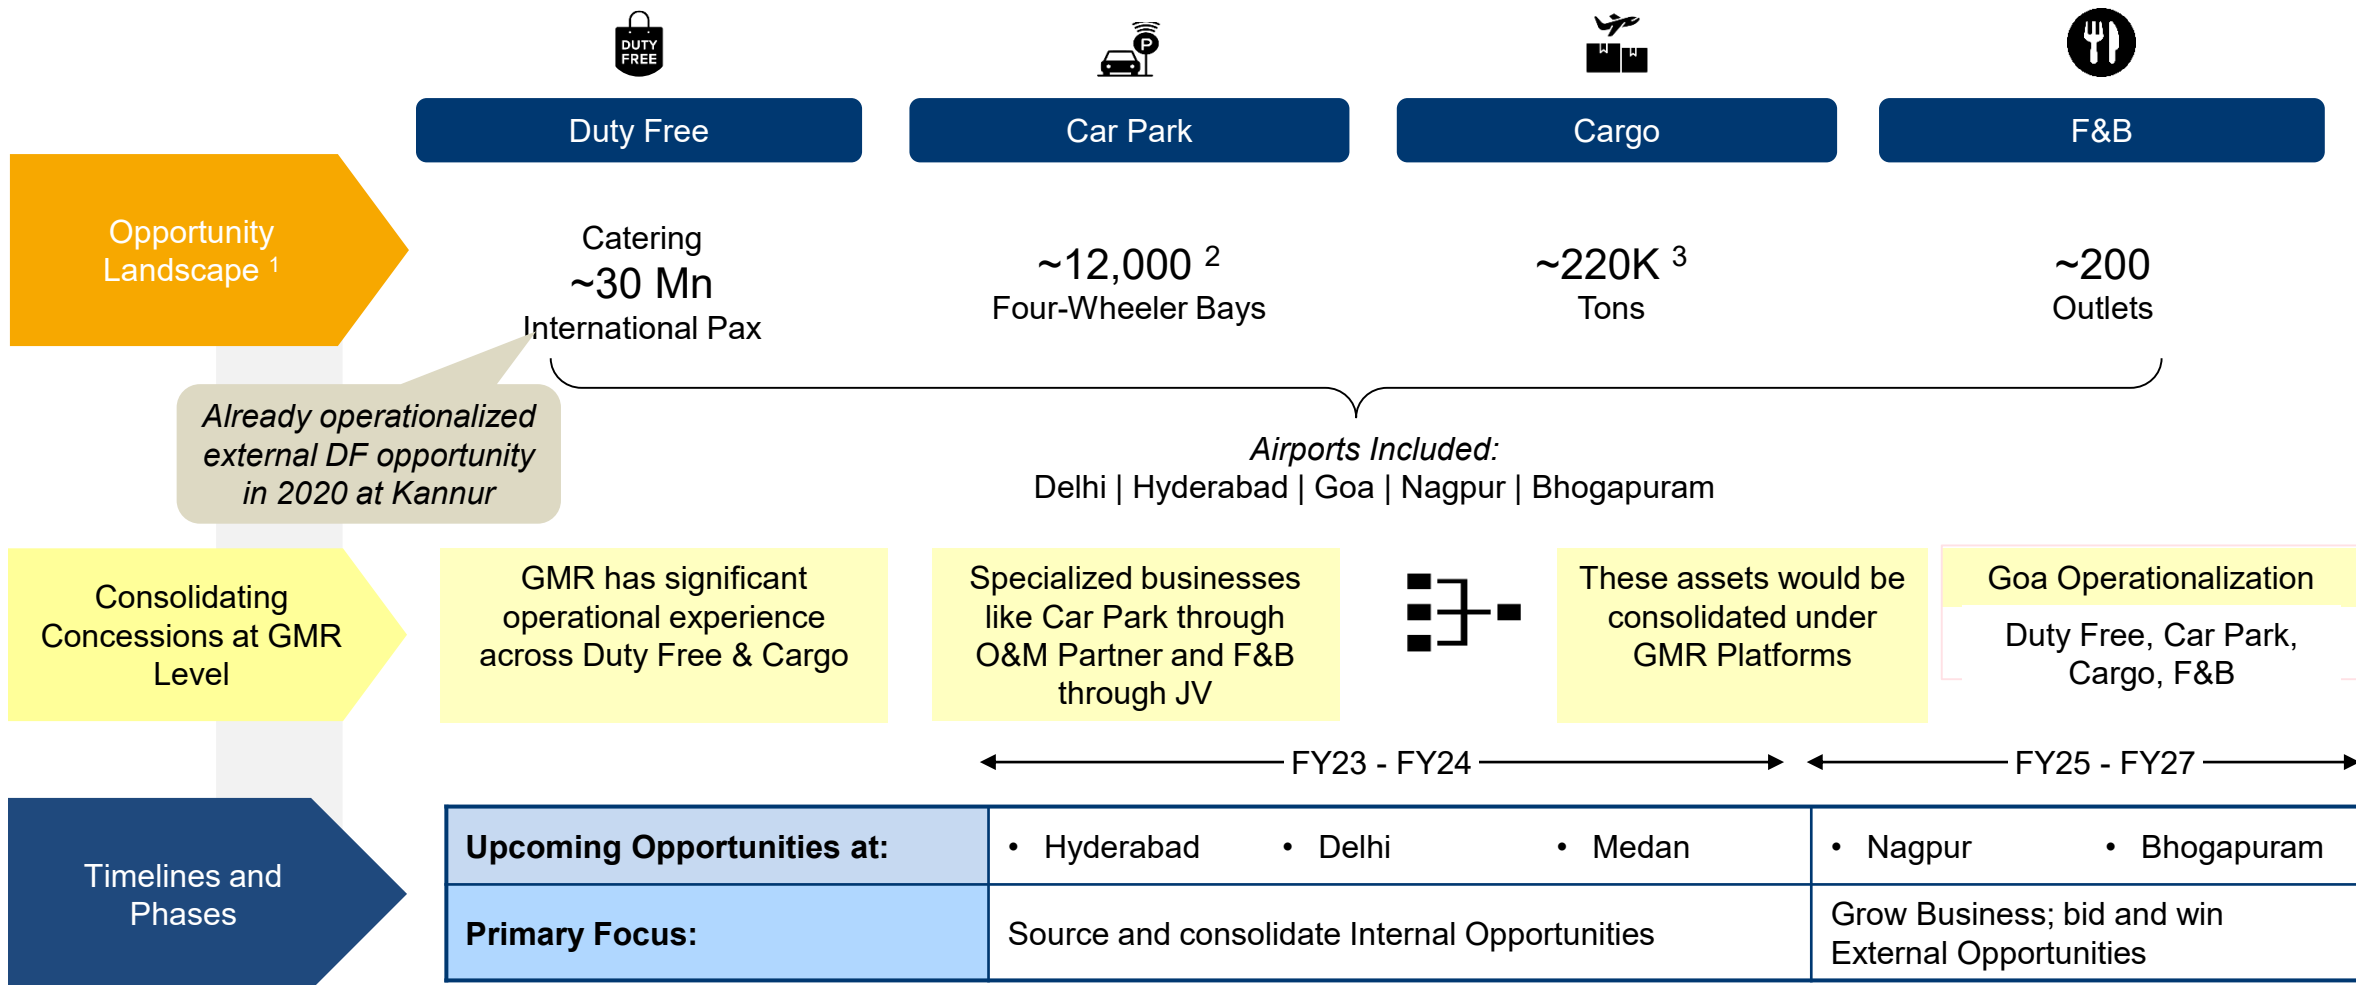 DUTY
FREE
P
Duty Free
Car Park
Cargo
F&B
Opportunity
Landscape 1
Catering
~30 Mn
International Pax
~12,000 2
Four-Wheeler Bays
~220K 3
Tons
~200
Outlets
Already operationalized
external DF opportunity
in 2020 at Kannur
Airports Included:
Delhi | Hyderabad | Goa | Nagpur | Bhogapuram
Consolidating
Concessions at GMR
Level
GMR has significant
operational experience
across Duty Free & Cargo
Specialized businesses
like Car Park through
O&M Partner and F&B
through JV
These assets would be
consolidated under
GMR Platforms
Goa Operationalization
Duty Free, Car Park,
Cargo, F&B
FY23 - FY24
FY25 - FY27
Timelines and
Phases
Upcoming Opportunities at:
• Hyderabad • Delhi • Medan
• Nagpur • Bhogapuram
Primary Focus:
Source and consolidate Internal Opportunities
Grow Business; bid and win
External Opportunities